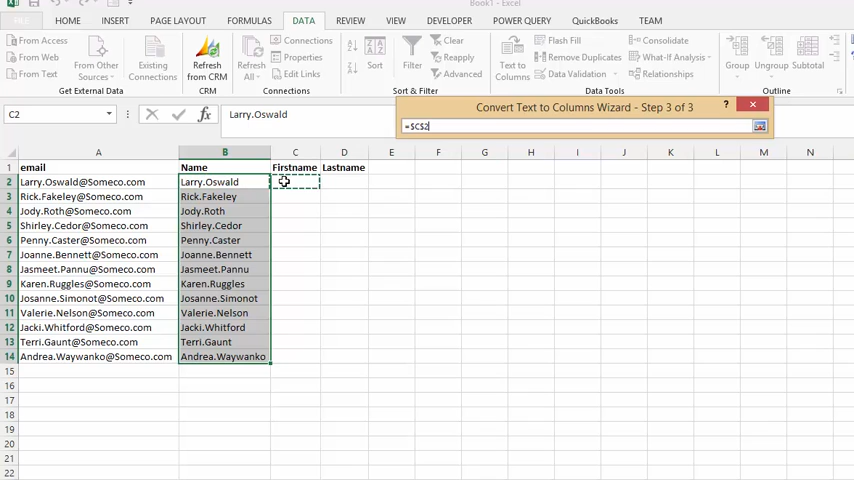 Book1 - Excel
HOME INSERT PAGE LAYOUT FORMULAS DATA REVIEW VIEW DEVELOPER POWER QUERY QuickBooks TEAM
From Access
From Web
From Text
From Other Sources
Existing Connections
Get External Data
Refresh from CRM
Refresh All
Connections
Properties
Edit Links
Connections
Sort
Filter
Clear
Reapply
Advanced
Sort & Filter
Text to Columns
Flash Fill
Remove Duplicates
Data Validation
Consolidate
What-If Analysis
Relationships
Data Tools
Group
Ungroup
Subtotal
Outline
C2 fx Larry.Oswald
Convert Text to Columns Wizard - Step 3 of 3 ?
=$C$2
A B C D E F G H I J K L M N
1 email Name Firstname Lastname
2 Larry.Oswald@Someco.com Larry.Oswald
3 Rick.Fakeley@Someco.com Rick.Fakeley
4 Jody.Roth@Someco.com Jody.Roth
5 Shirley.Cedor@Someco.com Shirley.Cedor
6 Penny.Caster@Someco.com Penny.Caster
7 Joanne.Bennett@Someco.com Joanne.Bennett
8 Jasmeet.Pannu@Someco.com Jasmeet.Pannu
9 Karen.Ruggles@Someco.com Karen.Ruggles
10 Josanne.Simonot@Someco.com Josanne.Simonot
11 Valerie.Nelson@Someco.com Valerie.Nelson
12 Jacki.Whitford@Someco.com Jacki.Whitford
13 Terri.Gaunt@Someco.com Terri.Gaunt
14 Andrea.Waywanko@Someco.com Andrea.Waywanko
15
16
17
18
19
20
21
22